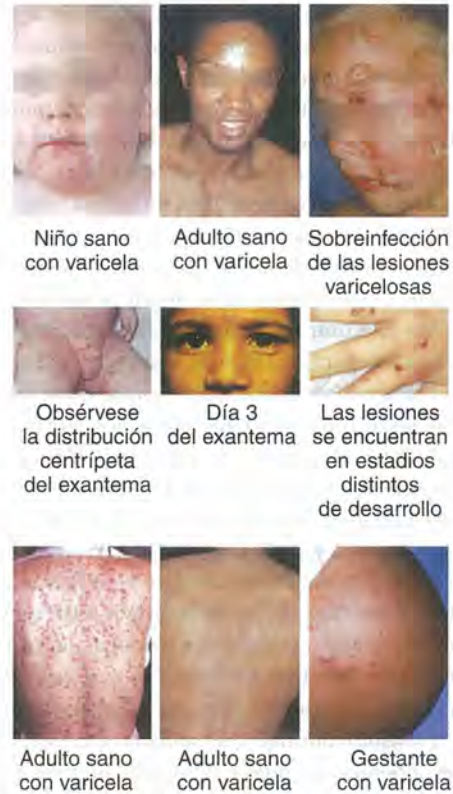 Niño sano
con varicela
Adulto sano
con varicela
Sobreinfección
de las lesiones
varicelosas
Obsérvese
la distribución
centrípeta
del exantema
Día 3
del exantema
Las lesiones
se encuentran
en estadios
distintos
de desarrollo
Adulto sano
con varicela
Adulto sano
con varicela
Gestante
con varicela